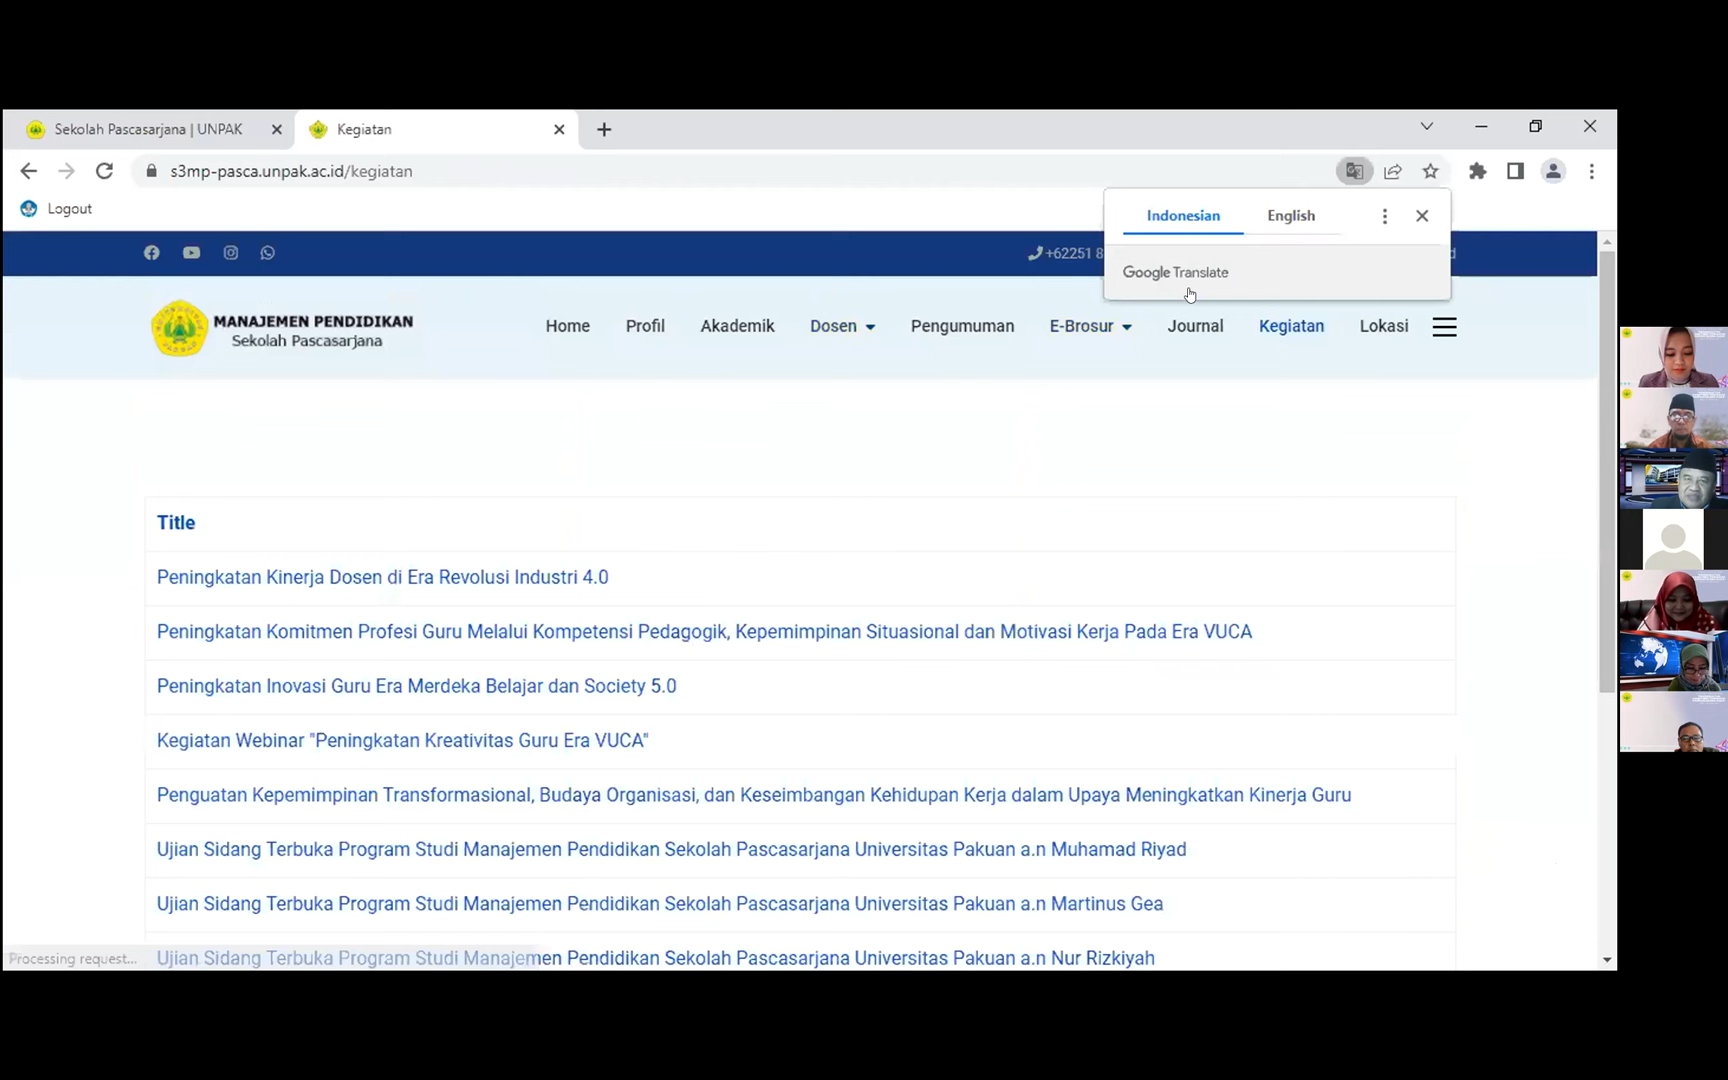 Sekolah Pascasarjana | UNPAK
Kegiatan
s3mp-pasca.unpak.ac.id/kegiatan
Logout
Indonesian English
Google Translate
+62251 8
d
MANAJEMEN PENDIDIKAN
Sekolah Pascasarjana
Home Profil Akademik Dosen Pengumuman E-Brosur Journal Kegiatan Lokasi
Title
Peningkatan Kinerja Dosen di Era Revolusi Industri 4.0
Peningkatan Komitmen Profesi Guru Melalui Kompetensi Pedagogik, Kepemimpinan Situasional dan Motivasi Kerja Pada Era VUCA
Peningkatan Inovasi Guru Era Merdeka Belajar dan Society 5.0
Kegiatan Webinar "Peningkatan Kreativitas Guru Era VUCA"
Penguatan Kepemimpinan Transformasional, Budaya Organisasi, dan Keseimbangan Kehidupan Kerja dalam Upaya Meningkatkan Kinerja Guru
Ujian Sidang Terbuka Program Studi Manajemen Pendidikan Sekolah Pascasarjana Universitas Pakuan a.n Muhamad Riyad
Ujian Sidang Terbuka Program Studi Manajemen Pendidikan Sekolah Pascasarjana Universitas Pakuan a.n Martinus Gea
Ujian Sidang Terbuka Program Studi Manajemen Pendidikan Sekolah Pascasarjana Universitas Pakuan a.n Nur Rizkiyah
Processing request...